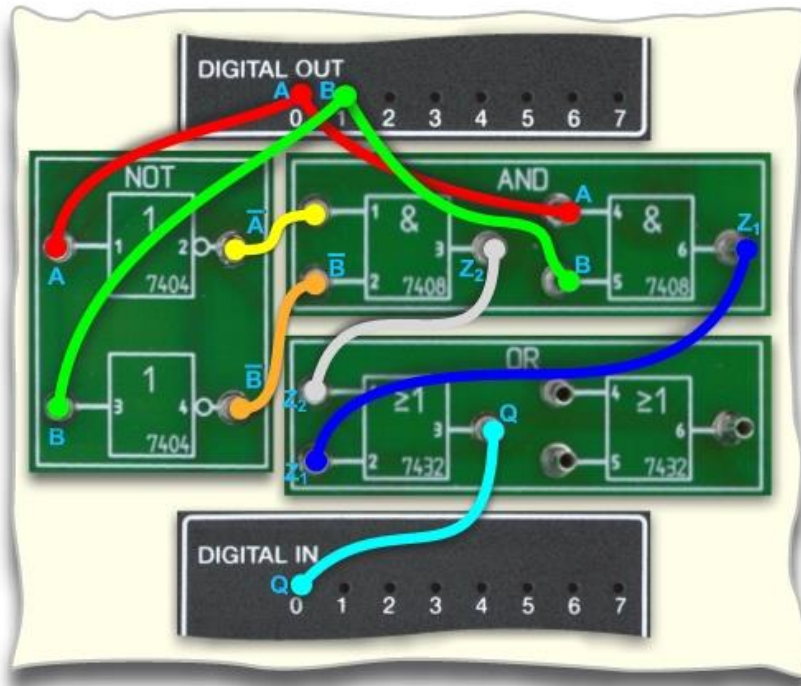 DIGITAL OUT
A B
0 1 2 3 4 5 6 7
NOT
1
1 2
7404
A
A̅
1
3 4
7404
B
B̅
AND
&
1
2
3
7408
B̅
Z₂
&
4
5
6
7408
A
B
Z₁
OR
≥1
2
3
7432
Z₂
Z₁
Q
≥1
4
5
6
7432
DIGITAL IN
Q
0 1 2 3 4 5 6 7